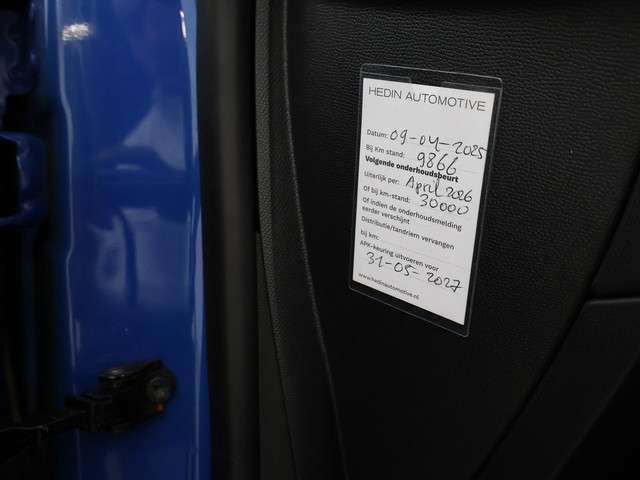 HEDIN AUTOMOTIVE
Datum: 09-04-2025
Bij Km stand: 9866
Volgende onderhoudsbeurt
Uiterlijk per: April 2026
Of bij km.-stand: 30000
Of indien de onderhoudsmelding
eerder verschijnt
Distributie/tandriem vervangen
bij km:
APK-keuring uitvoeren voor
31-05-2027
www.hedinautomotive.nl